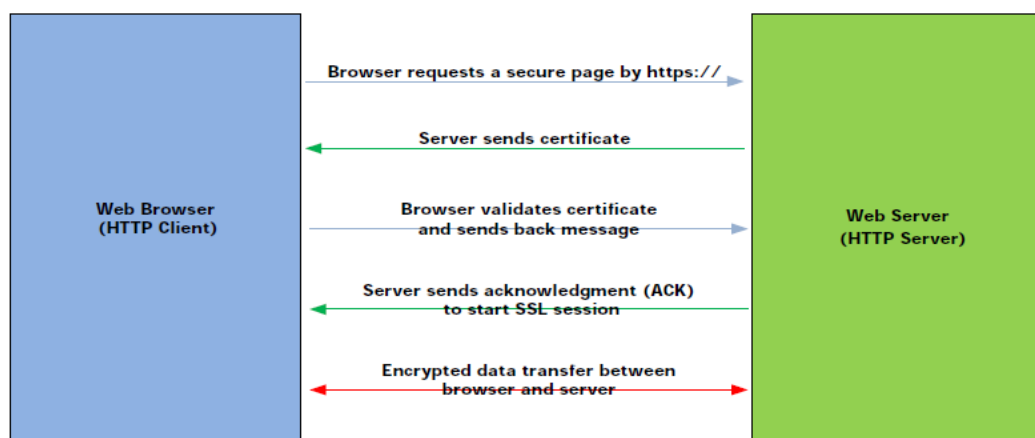 Browser requests a secure page by https://
Server sends certificate
Web Browser
(HTTP Client)
Browser validates certificate
and sends back message
Web Server
(HTTP Server)
Server sends acknowledgment (ACK)
to start SSL session
Encrypted data transfer between
browser and server